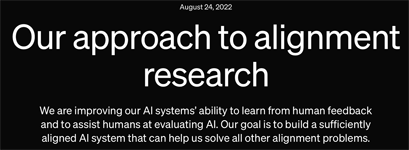 August 24, 2022
Our approach to alignment
research
We are improving our AI systems' ability to learn from human feedback
and to assist humans at evaluating AI. Our goal is to build a sufficiently
aligned AI system that can help us solve all other alignment problems.